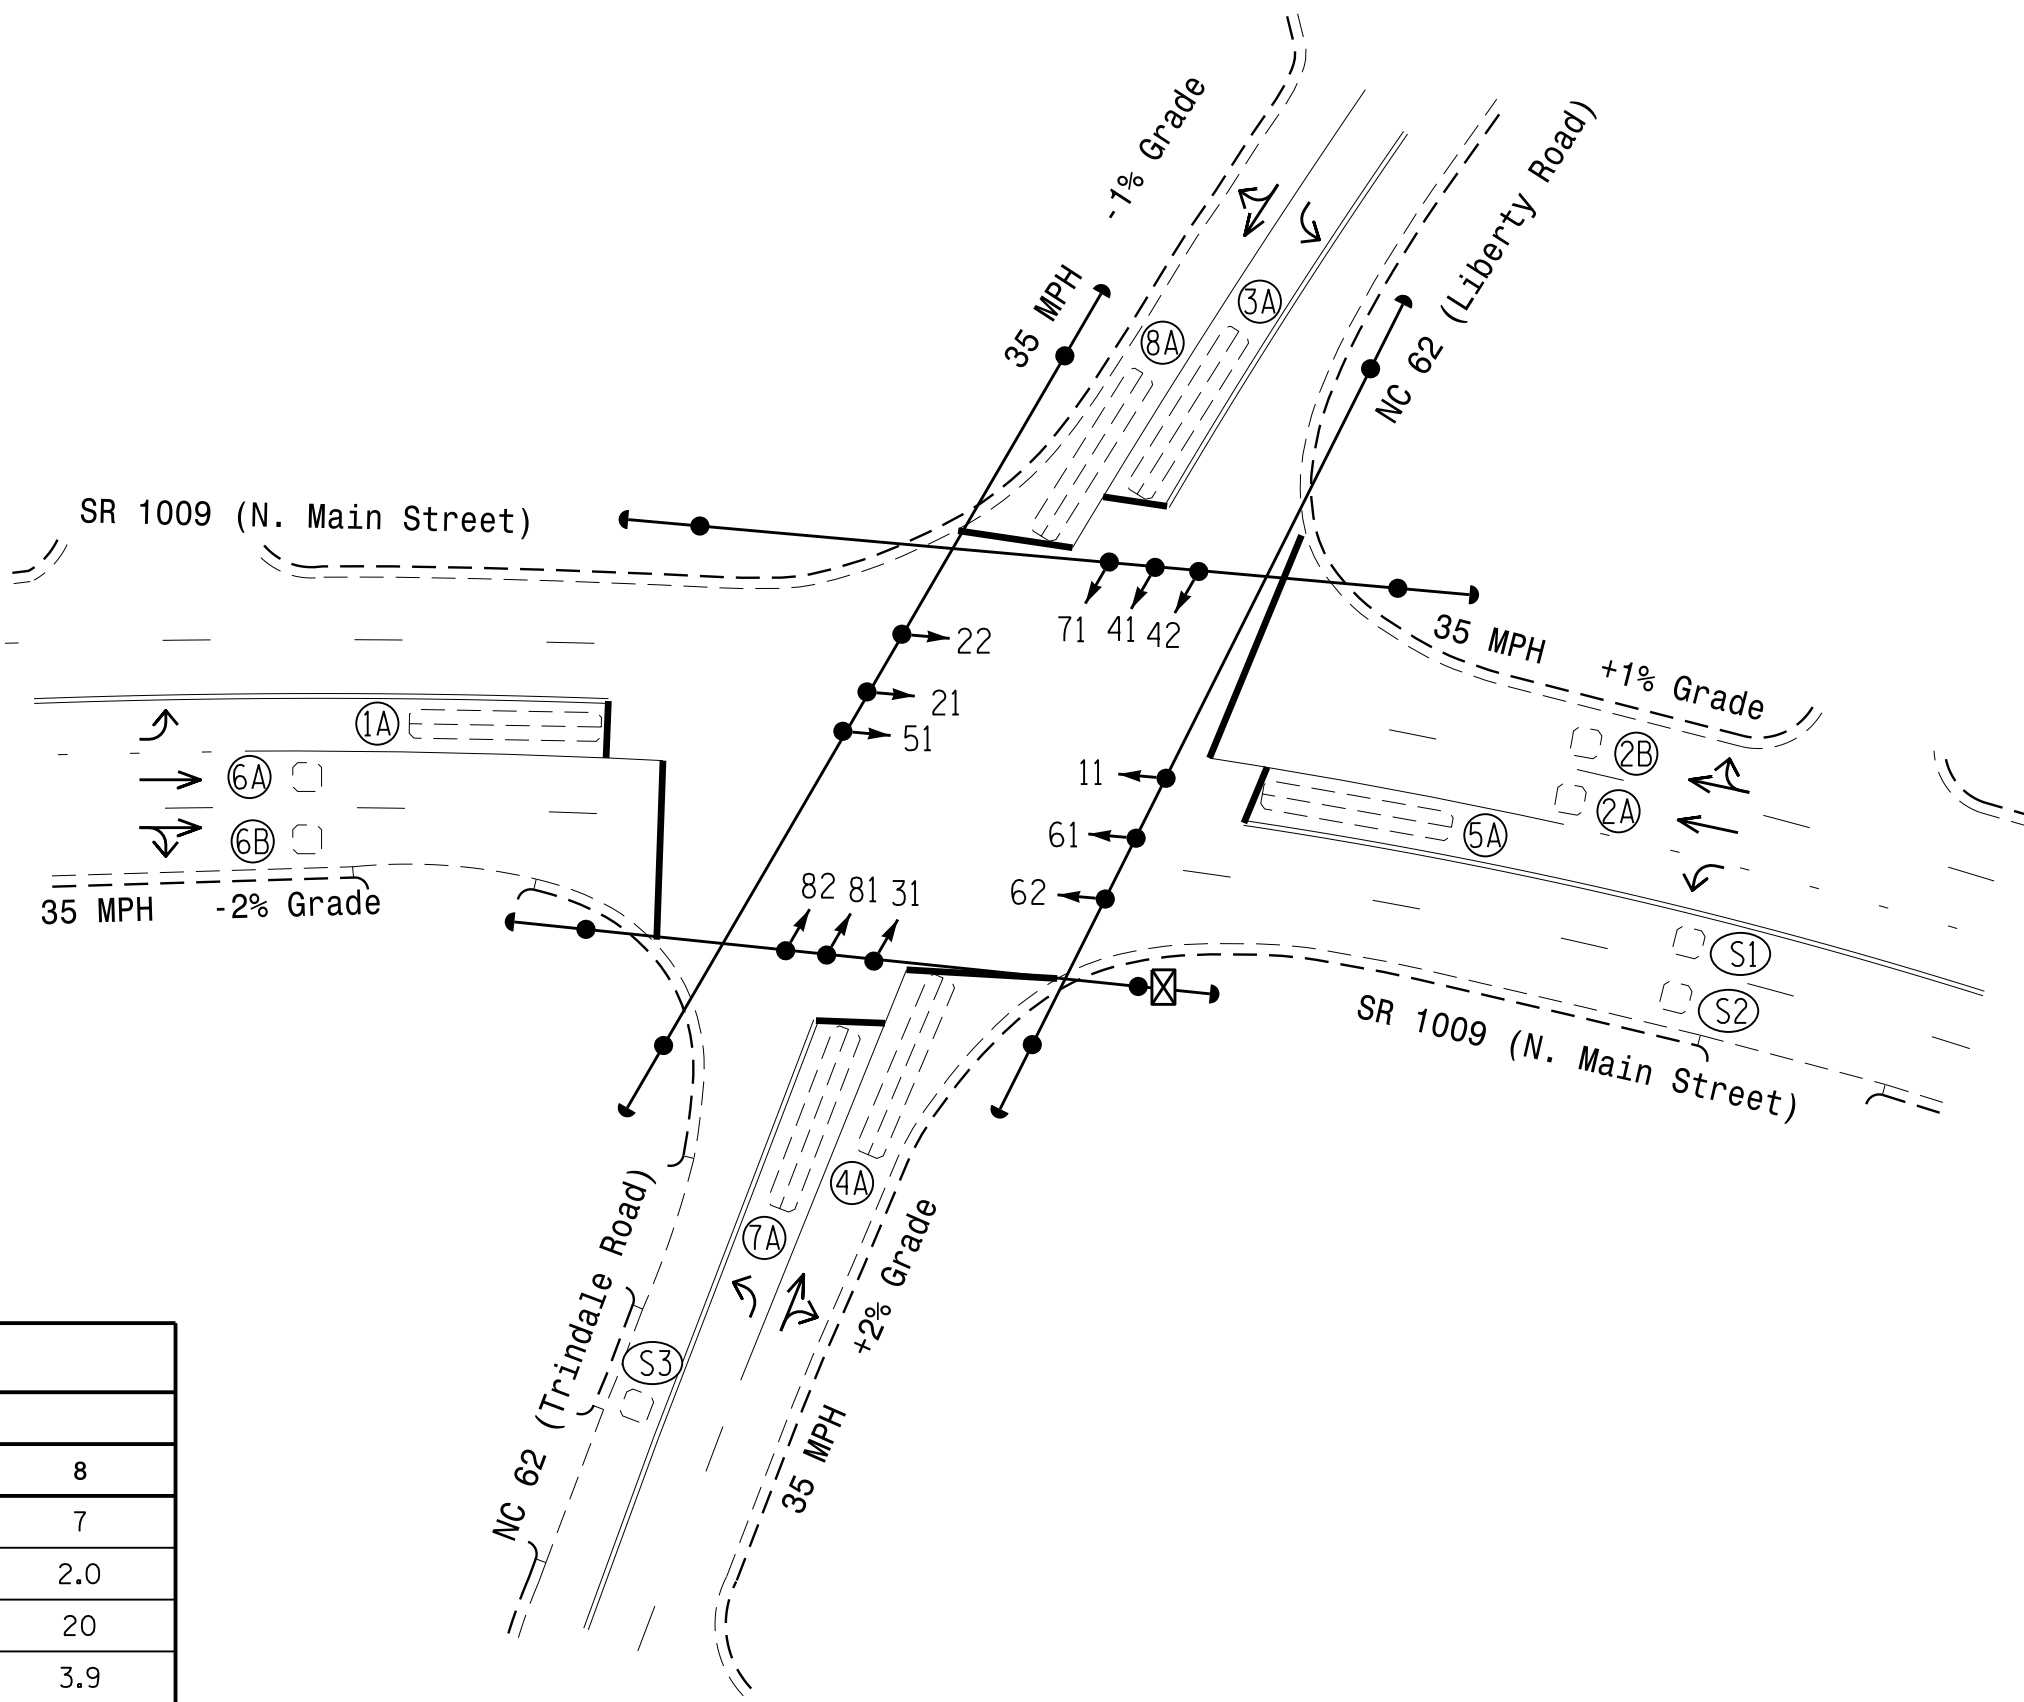 -1% Grade
35 MPH
NC 62 (Liberty Road)
3A
8A
SR 1009 (N. Main Street)
71
41
42
22
21
51
35 MPH
+1% Grade
2B
2A
5A
1A
6A
6B
11
61
62
82
81
31
35 MPH
-2% Grade
S1
S2
SR 1009 (N. Main Street)
4A
7A
+2% Grade
35 MPH
S3
NC 62 (Trindale Road)
8
7
2.0
20
3.9